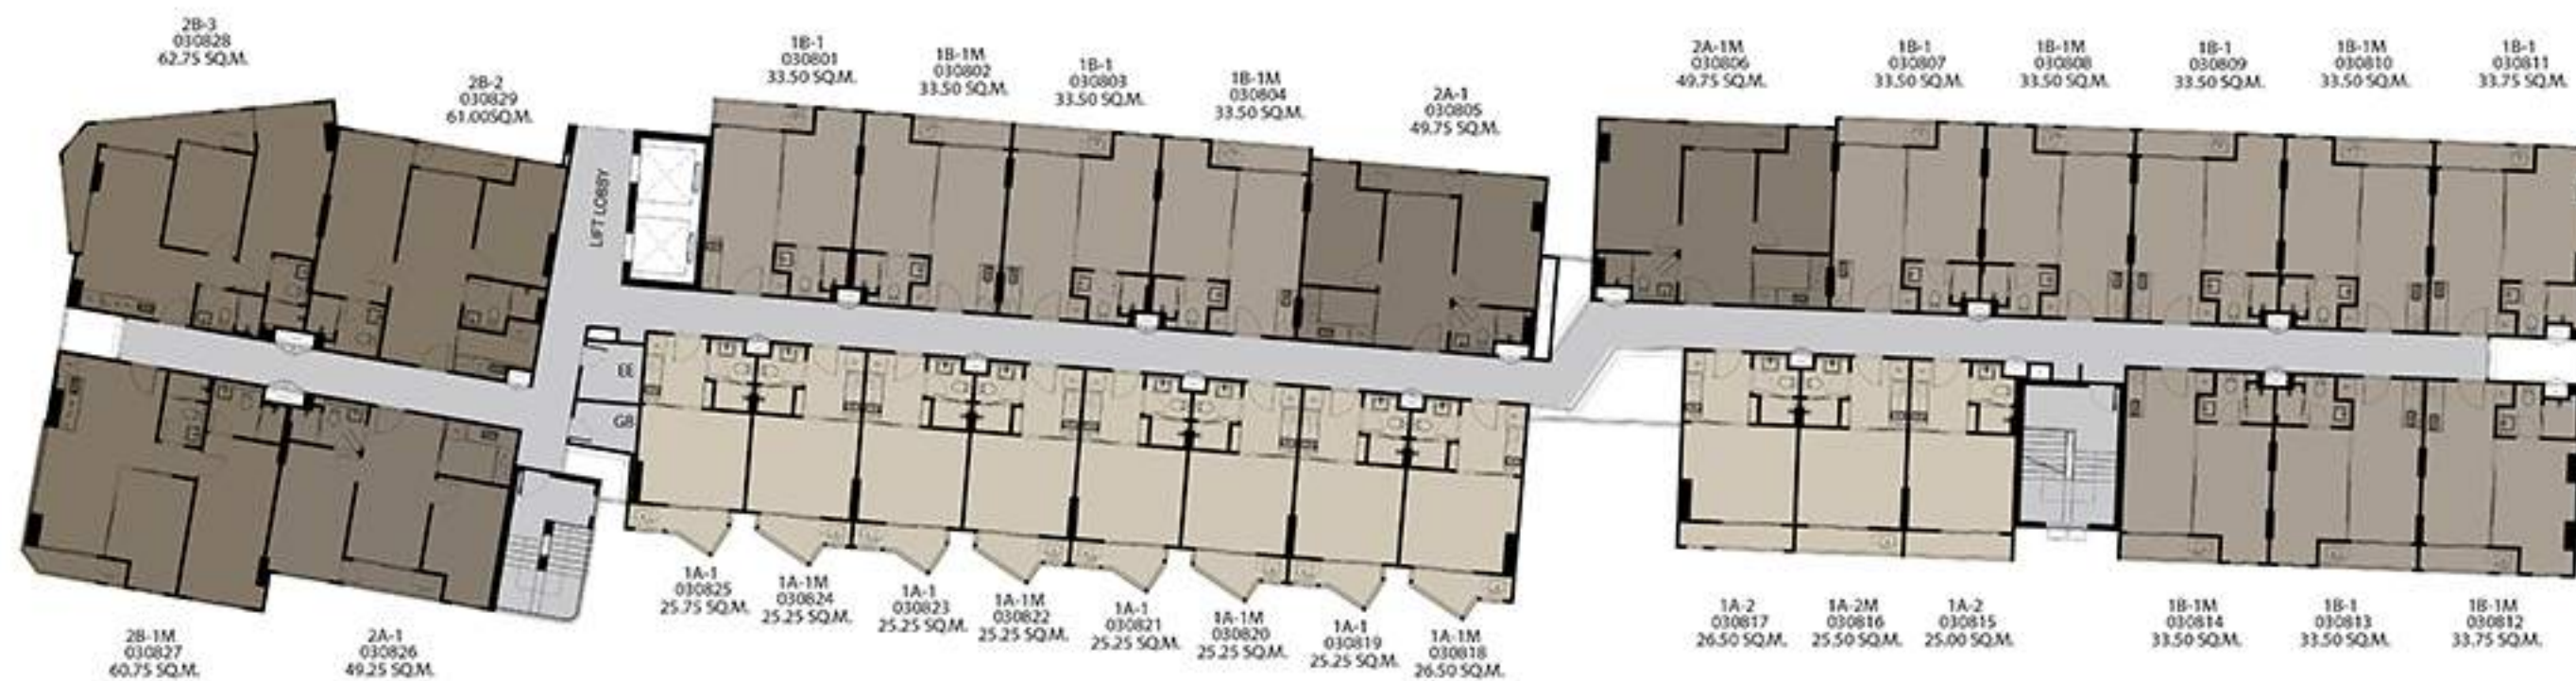 2B-3
030828
62.75 SQ.M.
2B-2
030829
61.00SQ.M.
1B-1
030801
33.50 SQ.M.
1B-1M
030802
33.50 SQ.M.
1B-1
030803
33.50 SQ.M.
1B-1M
030804
33.50 SQ.M.
2A-1
030805
49.75 SQ.M.
2A-1M
030806
49.75 SQ.M.
1B-1
030807
33.50 SQ.M.
1B-1M
030808
33.50 SQ.M.
1B-1
030809
33.50 SQ.M.
1B-1M
030810
33.50 SQ.M.
1B-1
030811
33.75 SQ.M.
LIFT LOBBY
EE
GB
2B-1M
030827
60.75 SQ.M.
2A-1
030826
49.25 SQ.M.
1A-1
030825
25.75 SQ.M.
1A-1M
030824
25.25 SQ.M.
1A-1
030823
25.25 SQ.M.
1A-1M
030822
25.25 SQ.M.
1A-1
030821
25.25 SQ.M.
1A-1M
030820
25.25 SQ.M.
1A-1
030819
25.25 SQ.M.
1A-1M
030818
26.50 SQ.M.
1A-2
030817
26.50 SQ.M.
1A-2M
030816
25.50 SQ.M.
1A-2
030815
25.00 SQ.M.
1B-1M
030814
33.50 SQ.M.
1B-1
030813
33.50 SQ.M.
1B-1M
030812
33.75 SQ.M.